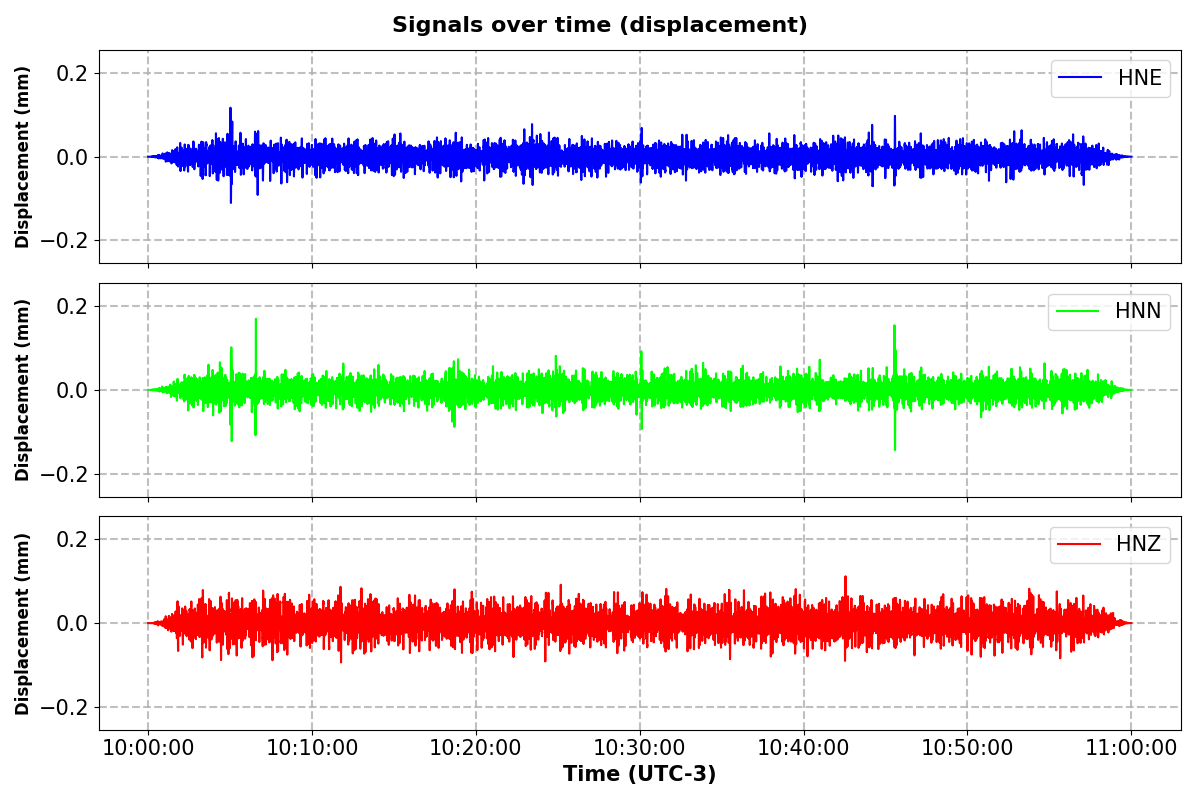 Signals over time (displacement)
Displacement (mm)
0.2
0.0
−0.2
HNE
Displacement (mm)
0.2
0.0
−0.2
HNN
Displacement (mm)
0.2
0.0
−0.2
HNZ
10:00:00 10:10:00 10:20:00 10:30:00 10:40:00 10:50:00 11:00:00
Time (UTC-3)